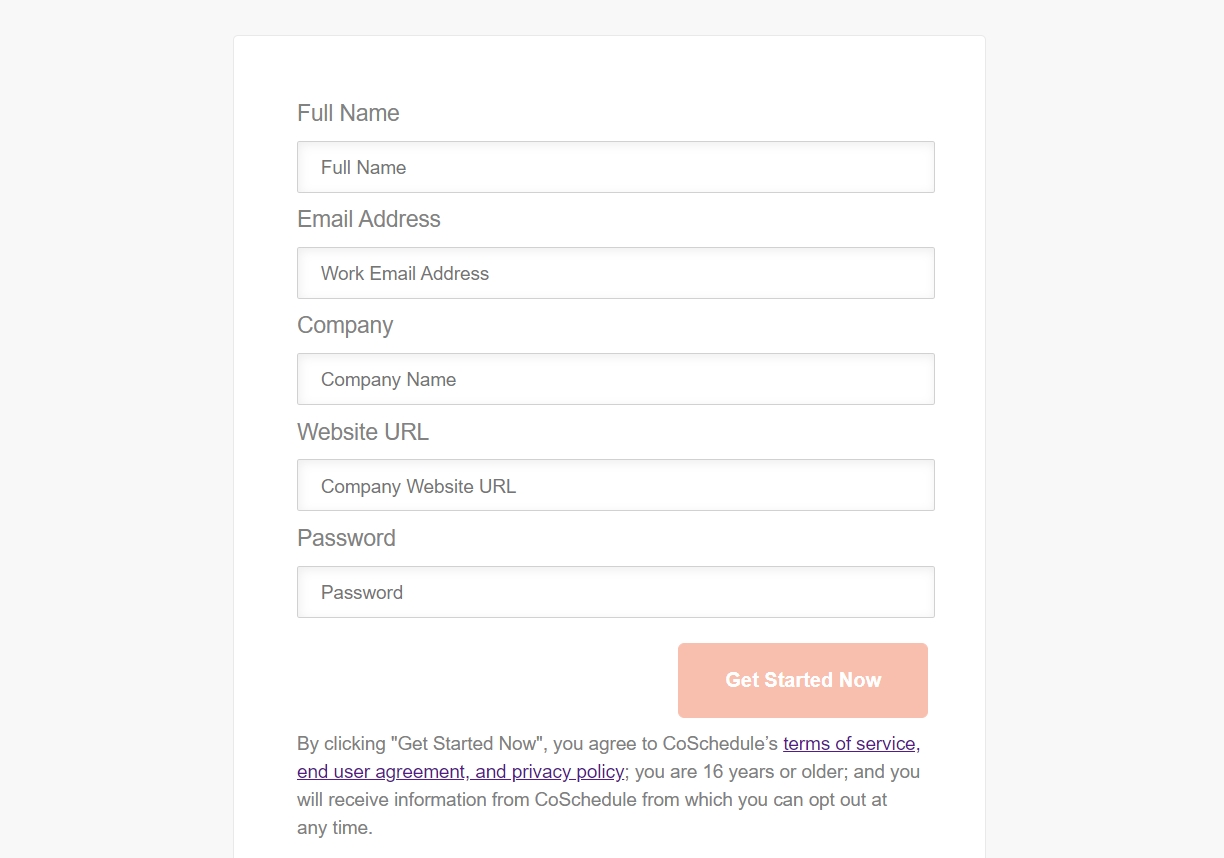 Full Name
Full Name
Email Address
Work Email Address
Company
Company Name
Website URL
Company Website URL
Password
Password
Get Started Now
By clicking "Get Started Now", you agree to CoSchedule’s terms of service,
end user agreement, and privacy policy; you are 16 years or older; and you
will receive information from CoSchedule from which you can opt out at
any time.